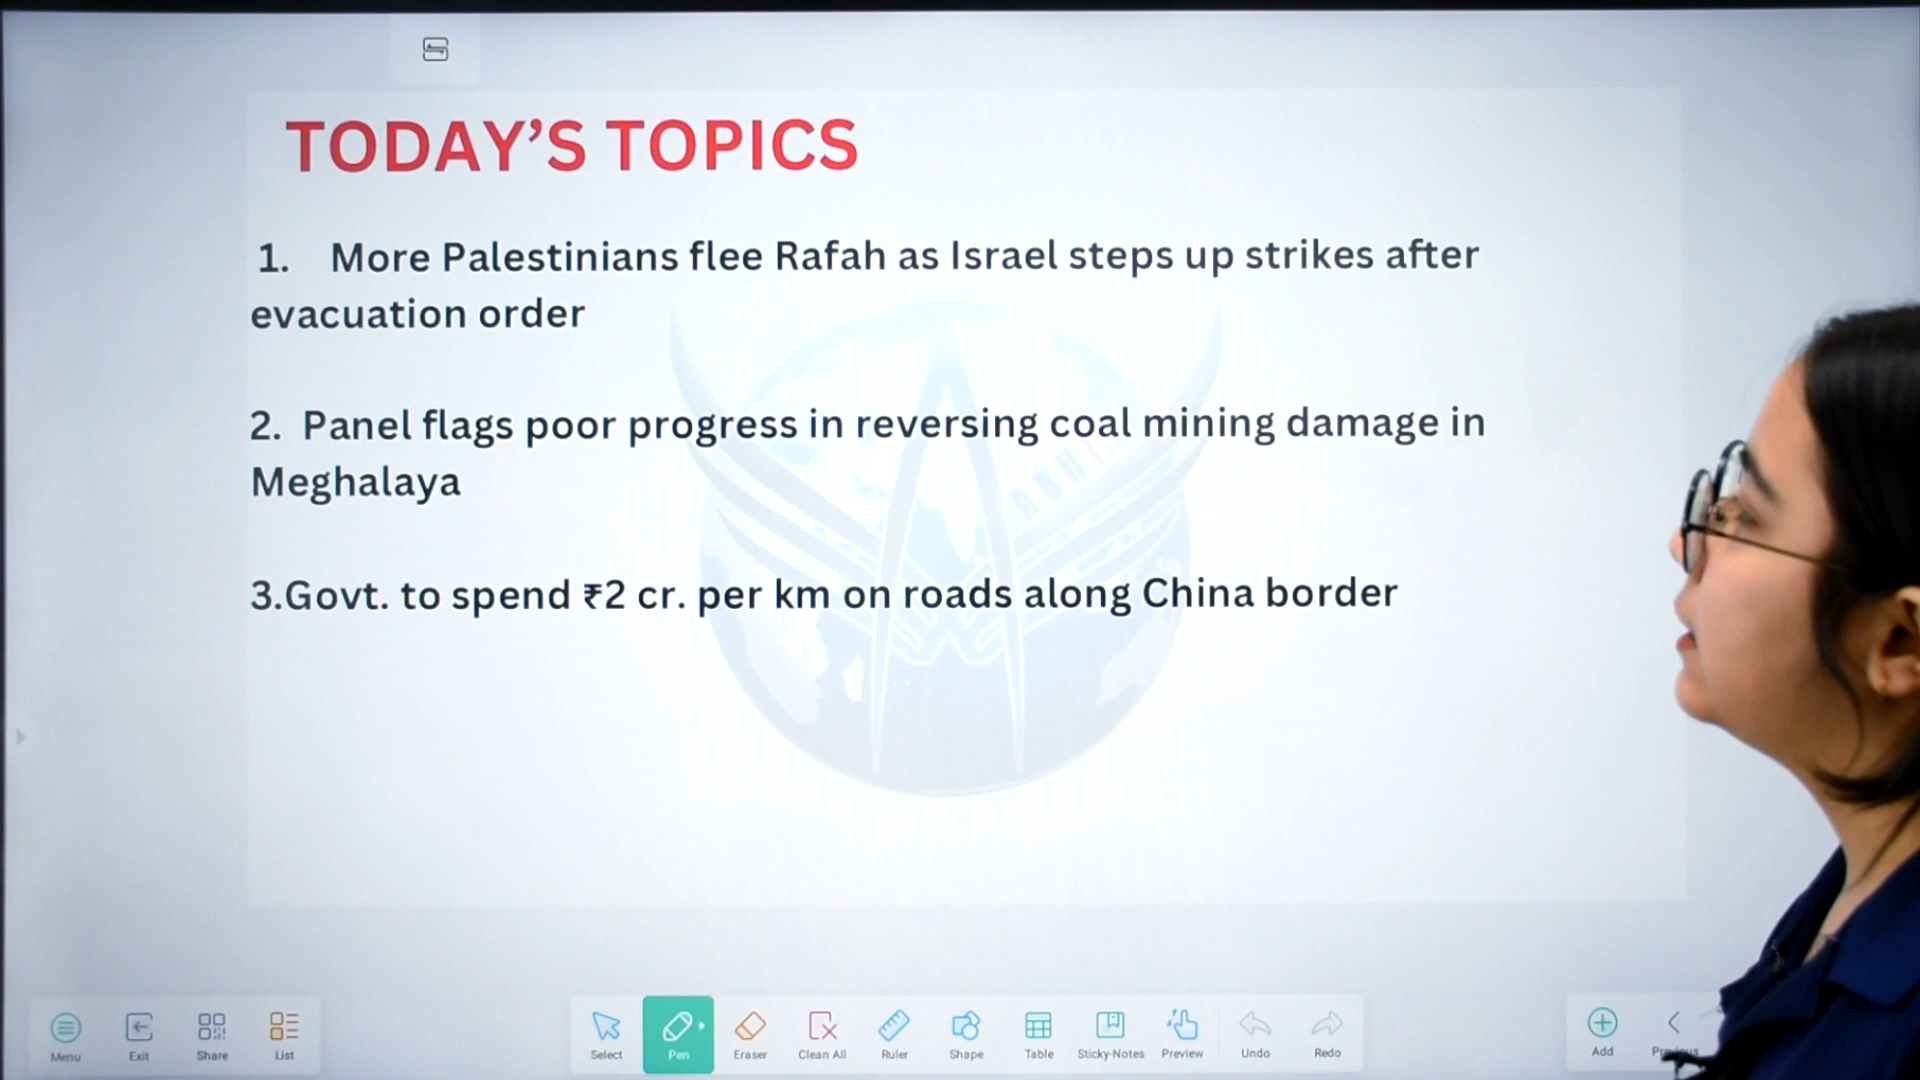 TODAY'S TOPICS
1. More Palestinians flee Rafah as Israel steps up strikes after
evacuation order
2. Panel flags poor progress in reversing coal mining damage in
Meghalaya
3.Govt. to spend ₹2 cr. per km on roads along China border
ABHI
Menu Exit Share List Select Pen Eraser Clean All Ruler Shape Table Sticky-Notes Preview Undo Redo Add